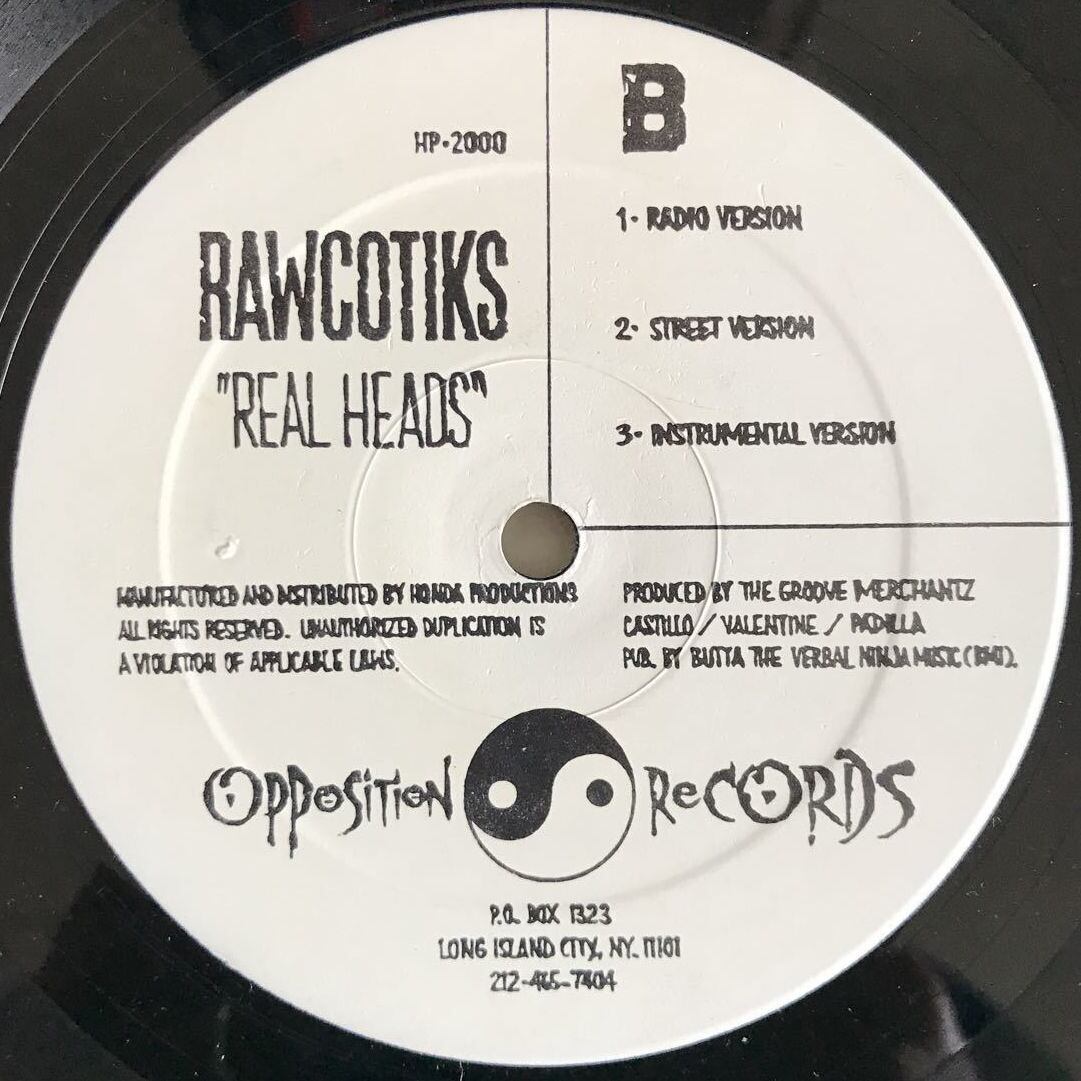 HP-2000
RAWCOTIKS
"REAL HEADS"
B
1- RADIO VERSION
2- STREET VERSION
3- INSTRUMENTAL VERSION
MANUFACTURED AND DISTRIBUTED BY HONDA PRODUCTIONS
ALL RIGHTS RESERVED. UNAUTHORIZED DUPLICATION IS
A VIOLATION OF APPLICABLE LAWS.
PRODUCED BY THE GROOVE MERCHANTZ
CASTILLO / VALENTINE / PADILLA
PUB. BY BUTTA THE VERBAL NINJA MUSIC (BMI).
OPPOSITION RECORDS
P.O. BOX 1323
LONG ISLAND CITY, NY. 11101
212-465-7404